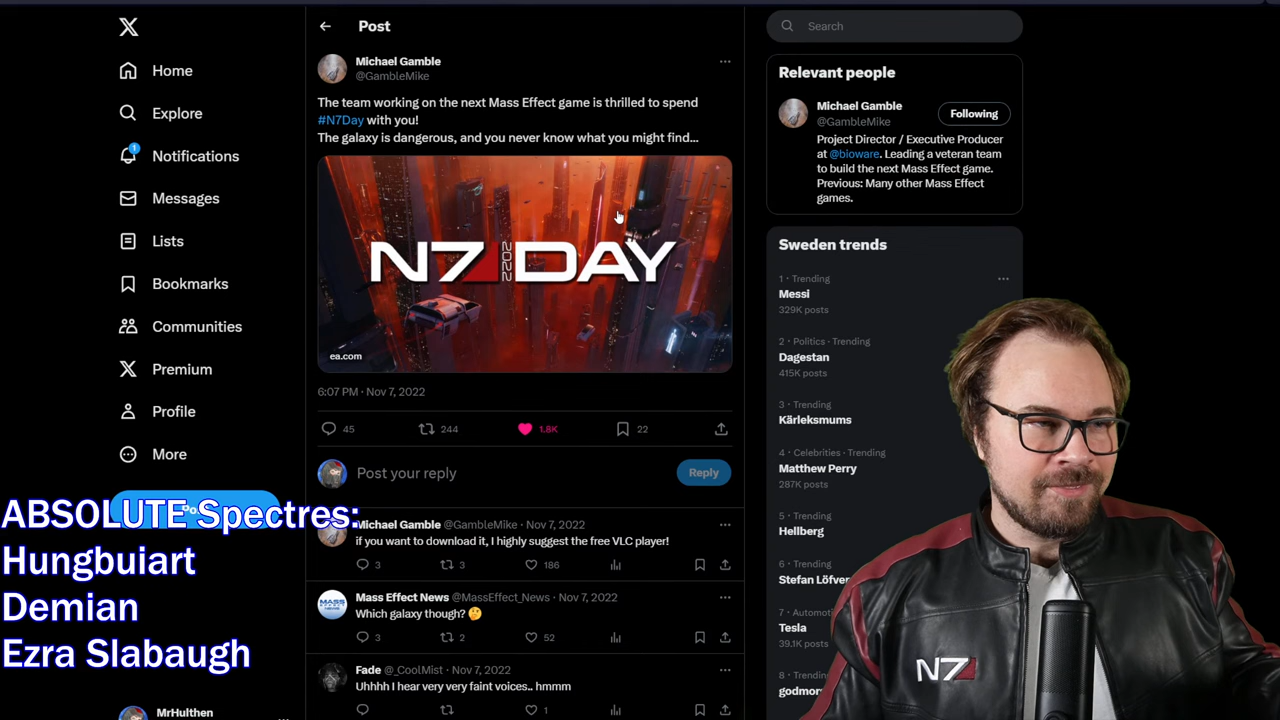 Home
Explore
Notifications
1
Messages
Lists
Bookmarks
Communities
Premium
Profile
More
ABSOLUTE Spectres:
Hungbuiart
Demian
Ezra Slabaugh
MrHulthen
Post
Michael Gamble
@GambleMike
The team working on the next Mass Effect game is thrilled to spend
#N7Day with you!
The galaxy is dangerous, and you never know what you might find...
N7 2022 DAY
ea.com
6:07 PM · Nov 7, 2022
45 244 1.8K 22
Post your reply
Reply
Michael Gamble @GambleMike · Nov 7, 2022
if you want to download it, I highly suggest the free VLC player!
3 3 186
Mass Effect News @MassEffect_News · Nov 7, 2022
Which galaxy though? 🤔
3 2 52
Fade @_CoolMist · Nov 7, 2022
Uhhhh I hear very very faint voices.. hmmm
1
Search
Relevant people
Michael Gamble
@GambleMike
Following
Project Director / Executive Producer
at @bioware. Leading a veteran team
to build the next Mass Effect game.
Previous: Many other Mass Effect
games.
Sweden trends
1 · Trending
Messi
329K posts
2 · Politics · Trending
Dagestan
415K posts
3 · Trending
Kärleksmums
4 · Celebrities · Trending
Matthew Perry
287K posts
5 · Trending
Hellberg
6 · Trending
Stefan Löfve
7 · Automot
Tesla
39.1K posts
8 · Trending
godmor
N7